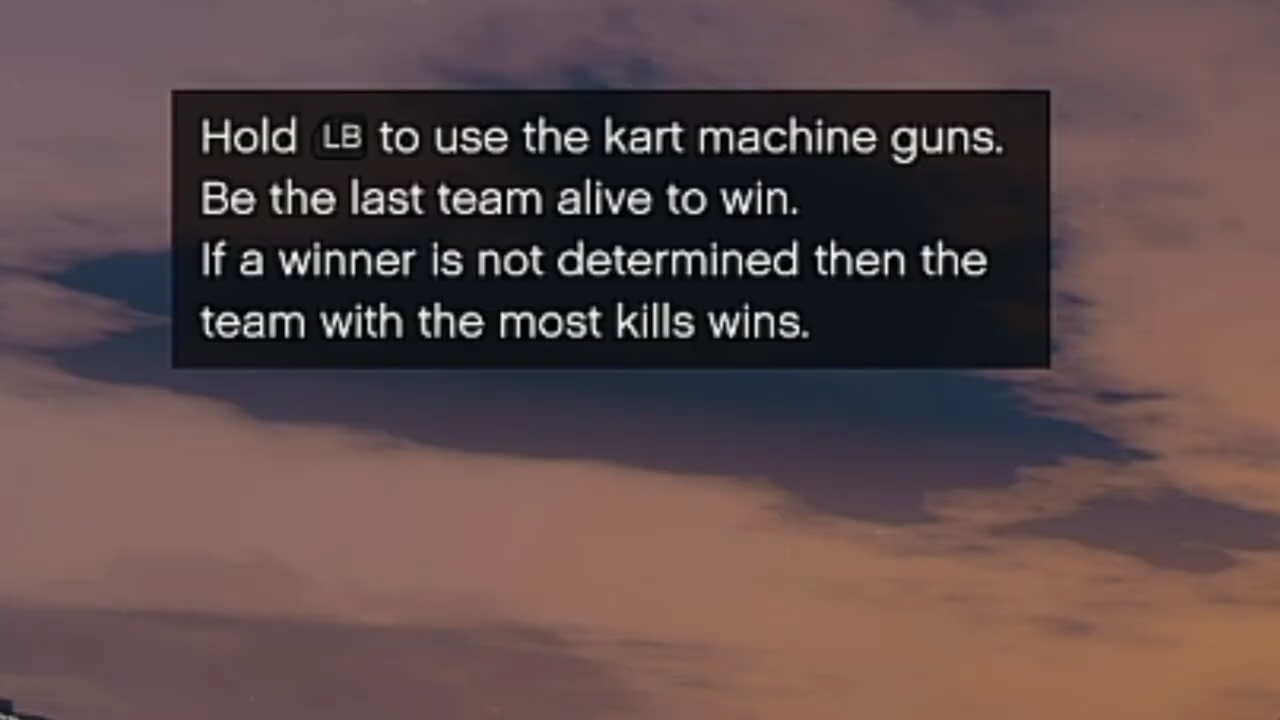 Hold LB to use the kart machine guns.
Be the last team alive to win.
If a winner is not determined then the
team with the most kills wins.